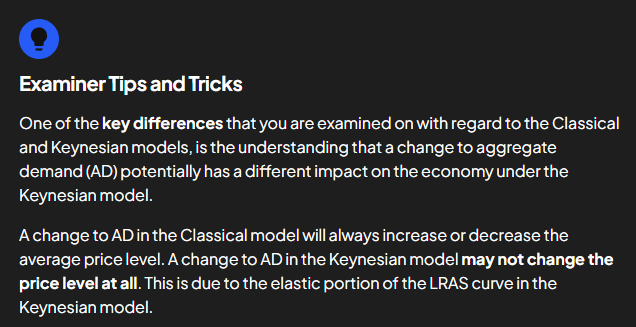 Examiner Tips and Tricks
One of the key differences that you are examined on with regard to the Classical
and Keynesian models, is the understanding that a change to aggregate
demand (AD) potentially has a different impact on the economy under the
Keynesian model.
A change to AD in the Classical model will always increase or decrease the
average price level. A change to AD in the Keynesian model may not change the
price level at all. This is due to the elastic portion of the LRAS curve in the
Keynesian model.